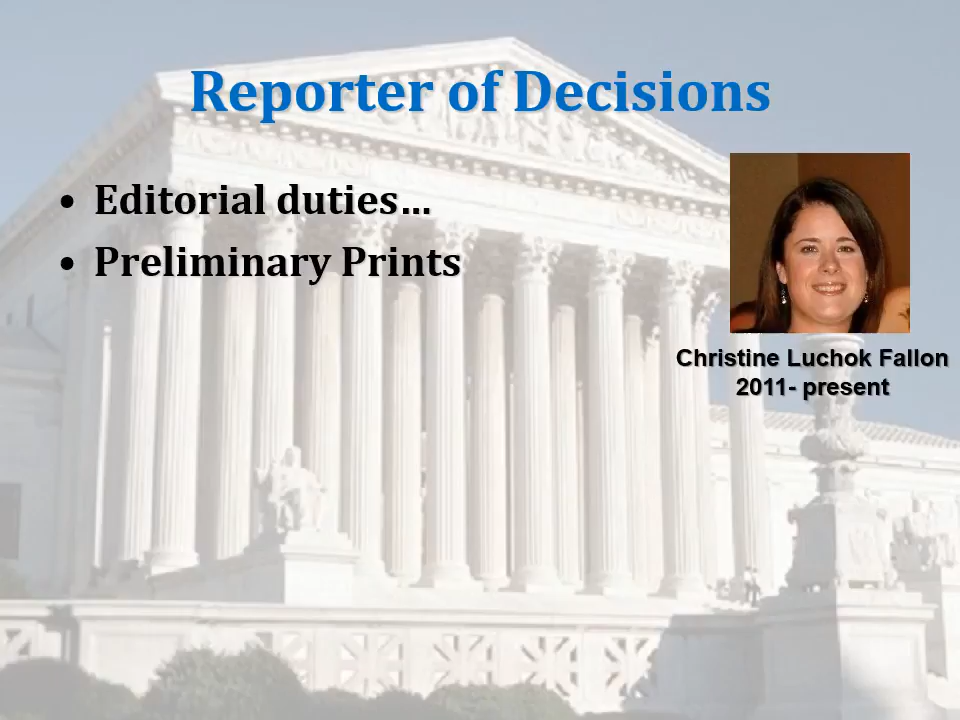 Reporter of Decisions
• Editorial duties…
• Preliminary Prints
Christine Luchok Fallon
2011- present